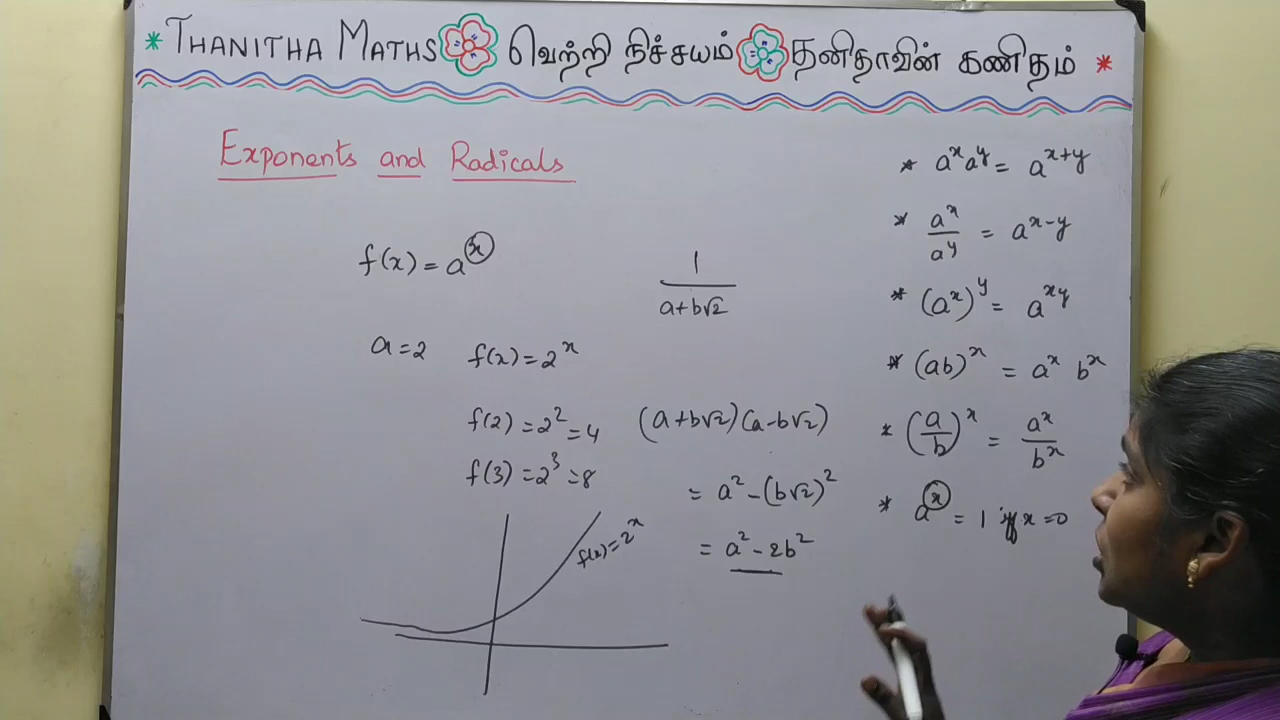 * THANITHA MATHS வெற்றி நிச்சயம் தனிதாவின் கணிதம் *
Exponents and Radicals
f(x) = a^x
a = 2 f(x) = 2^x
f(2) = 2^2 = 4
f(3) = 2^3 = 8
f(x) = 2^x
1/(a+b√2)
(a+b√2)(a-b√2)
= a^2 - (b√2)^2
= a^2 - 2b^2
* a^x a^y = a^(x+y)
* a^x/a^y = a^(x-y)
* (a^x)^y = a^(xy)
* (ab)^x = a^x b^x
* (a/b)^x = a^x/b^x
* a^x = 1 iff x = 0